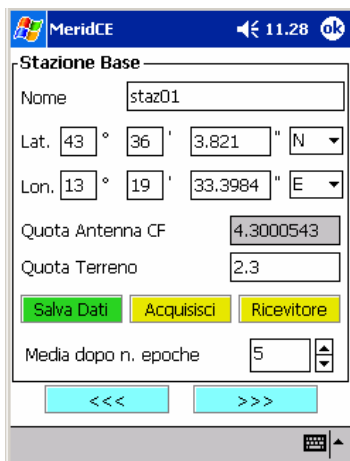 MeridCE 11.28 ok
Stazione Base
Nome staz01
Lat. 43 ° 36 ' 3.821 " N
Lon. 13 ° 19 ' 33.3984 " E
Quota Antenna CF 4.3000543
Quota Terreno 2.3
Salva Dati Acquisisci Ricevitore
Media dopo n. epoche 5
<<< >>>